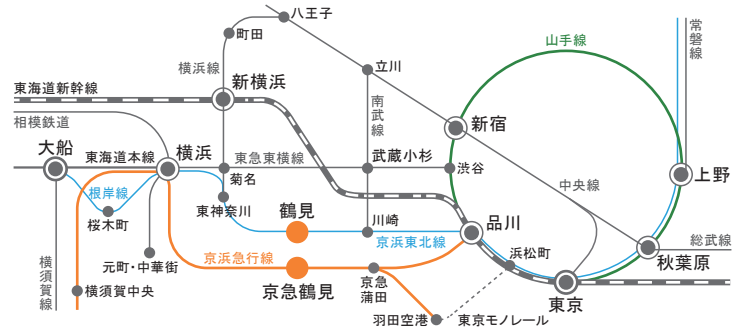 八王子
町田
常磐線
山手線
横浜線
立川
新横浜
東海道新幹線
南武線
相模鉄道
新宿
大船
東海道本線
横浜
東急東横線
武蔵小杉
渋谷
上野
根岸線
菊名
中央線
東神奈川
鶴見
桜木町
川崎
品川
京浜東北線
浜松町
総武線
秋葉原
横須賀線
元町・中華街
京浜急行線
京急鶴見
京急
蒲田
横須賀中央
東京
羽田空港
東京モノレール